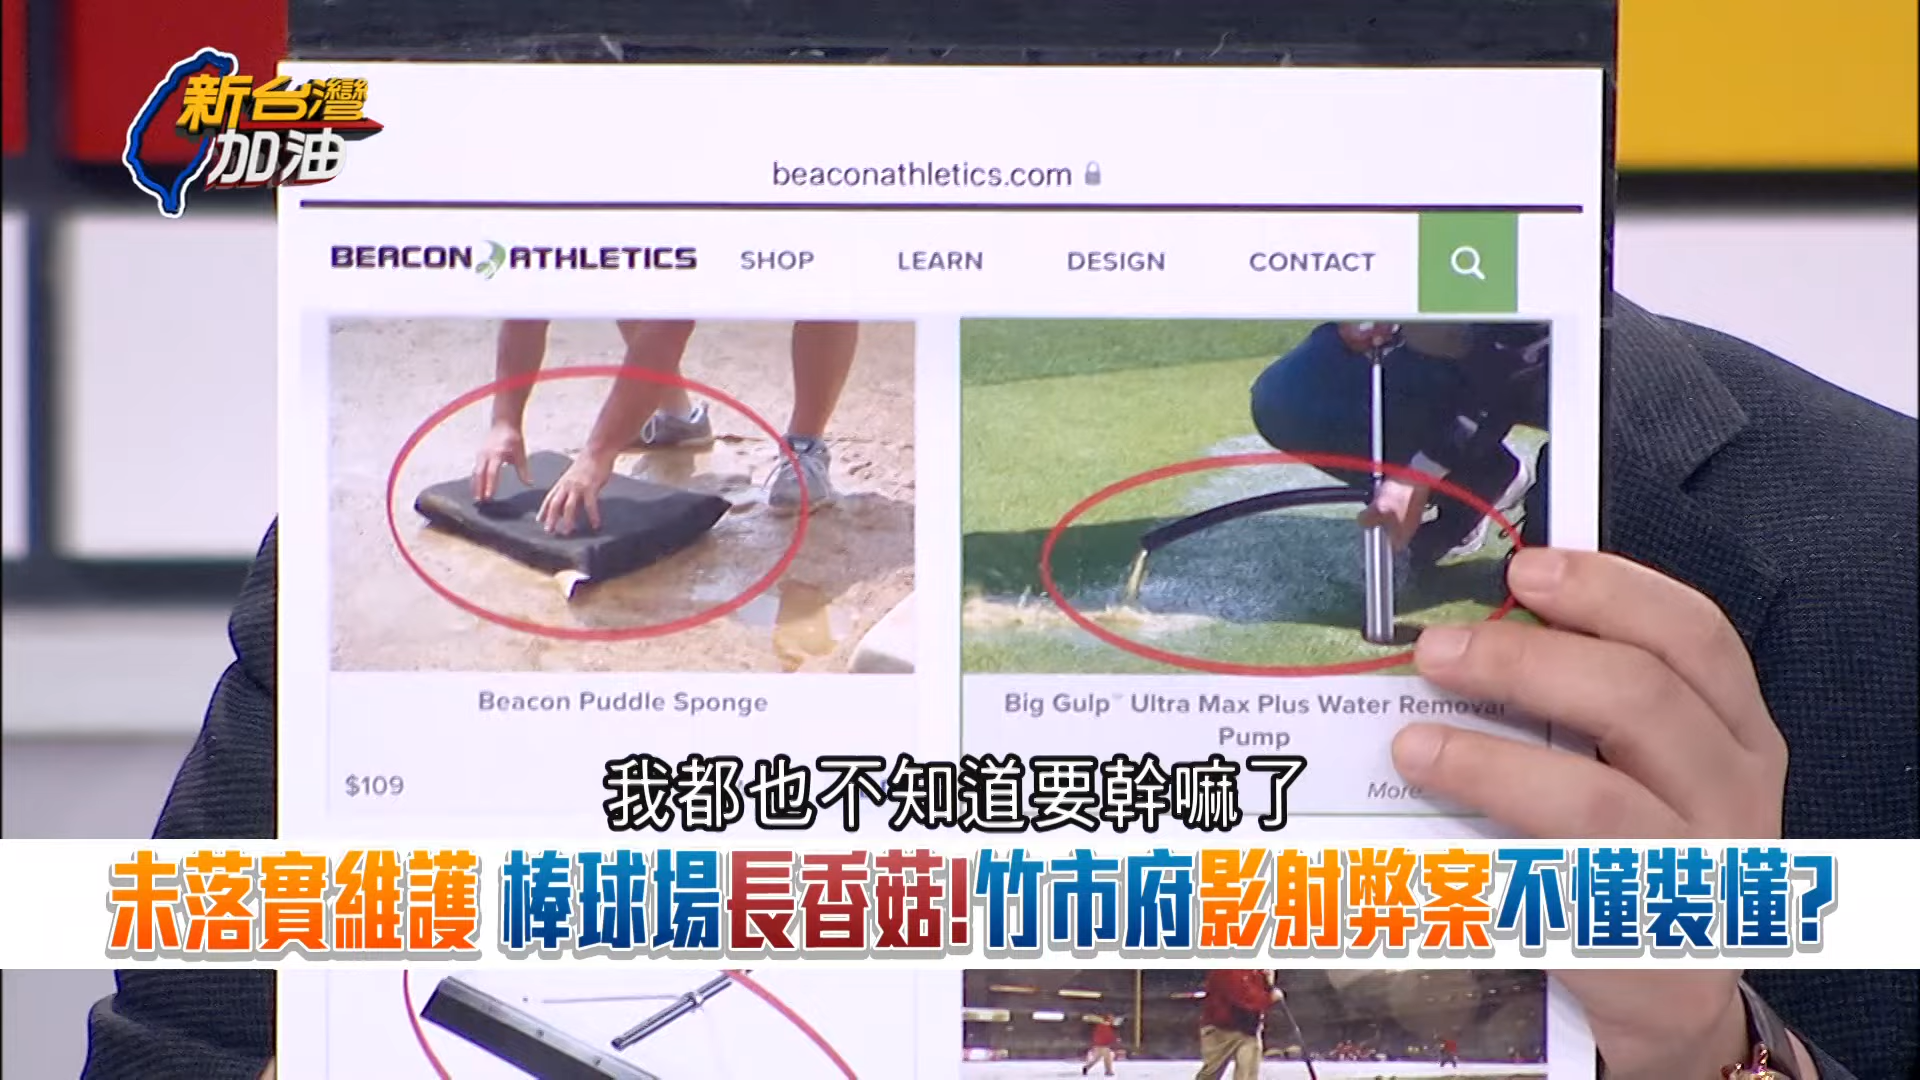 新台灣
加油
beaconathletics.com
BEACON ATHLETICS SHOP LEARN DESIGN CONTACT
Beacon Puddle Sponge
Big Gulp™ Ultra Max Plus Water Removal
Pump
$109
More
我都也不知道要幹嘛了
未落實維護 棒球場長香菇!竹市府影射弊案不懂裝懂?